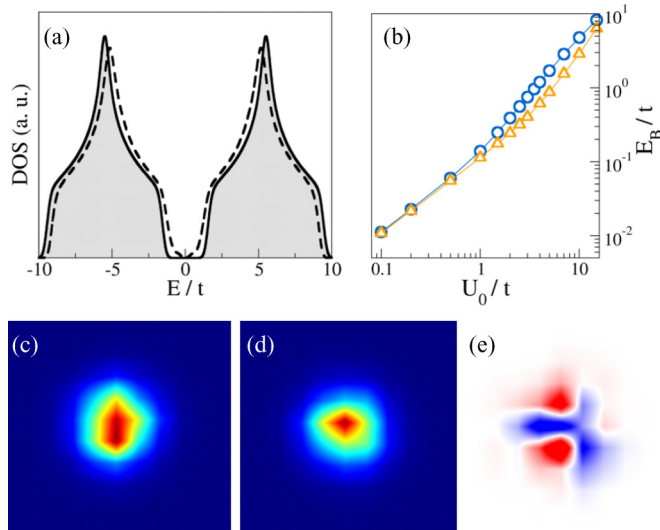 (a)
DOS (a. u.)
-10 -5 0 5 10
E / t
(b)
10^1
10^0
10^-1
10^-2
E_B / t
0.1 1 10
U_0 / t
(c)
(d)
(e)